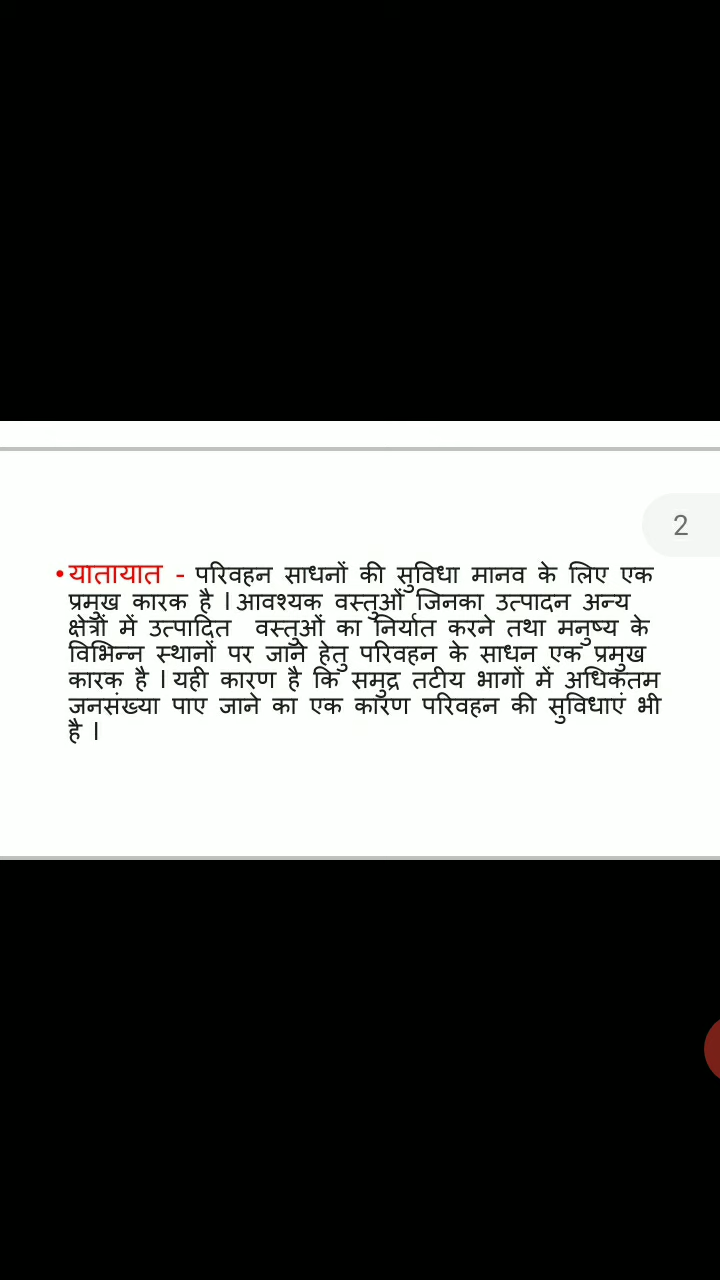 2
•यातायात - परिवहन साधनों की सुविधा मानव के लिए एक
प्रमुख कारक है । आवश्यक वस्तुओं जिनका उत्पादन अन्य
क्षेत्रों में उत्पादित वस्तुओं का निर्यात करने तथा मनुष्य के
विभिन्न स्थानों पर जाने हेतु परिवहन के साधन एक प्रमुख
कारक है । यही कारण है कि समुद्र तटीय भागों में अधिकतम
जनसंख्या पाए जाने का एक कारण परिवहन की सुविधाएं भी
है ।